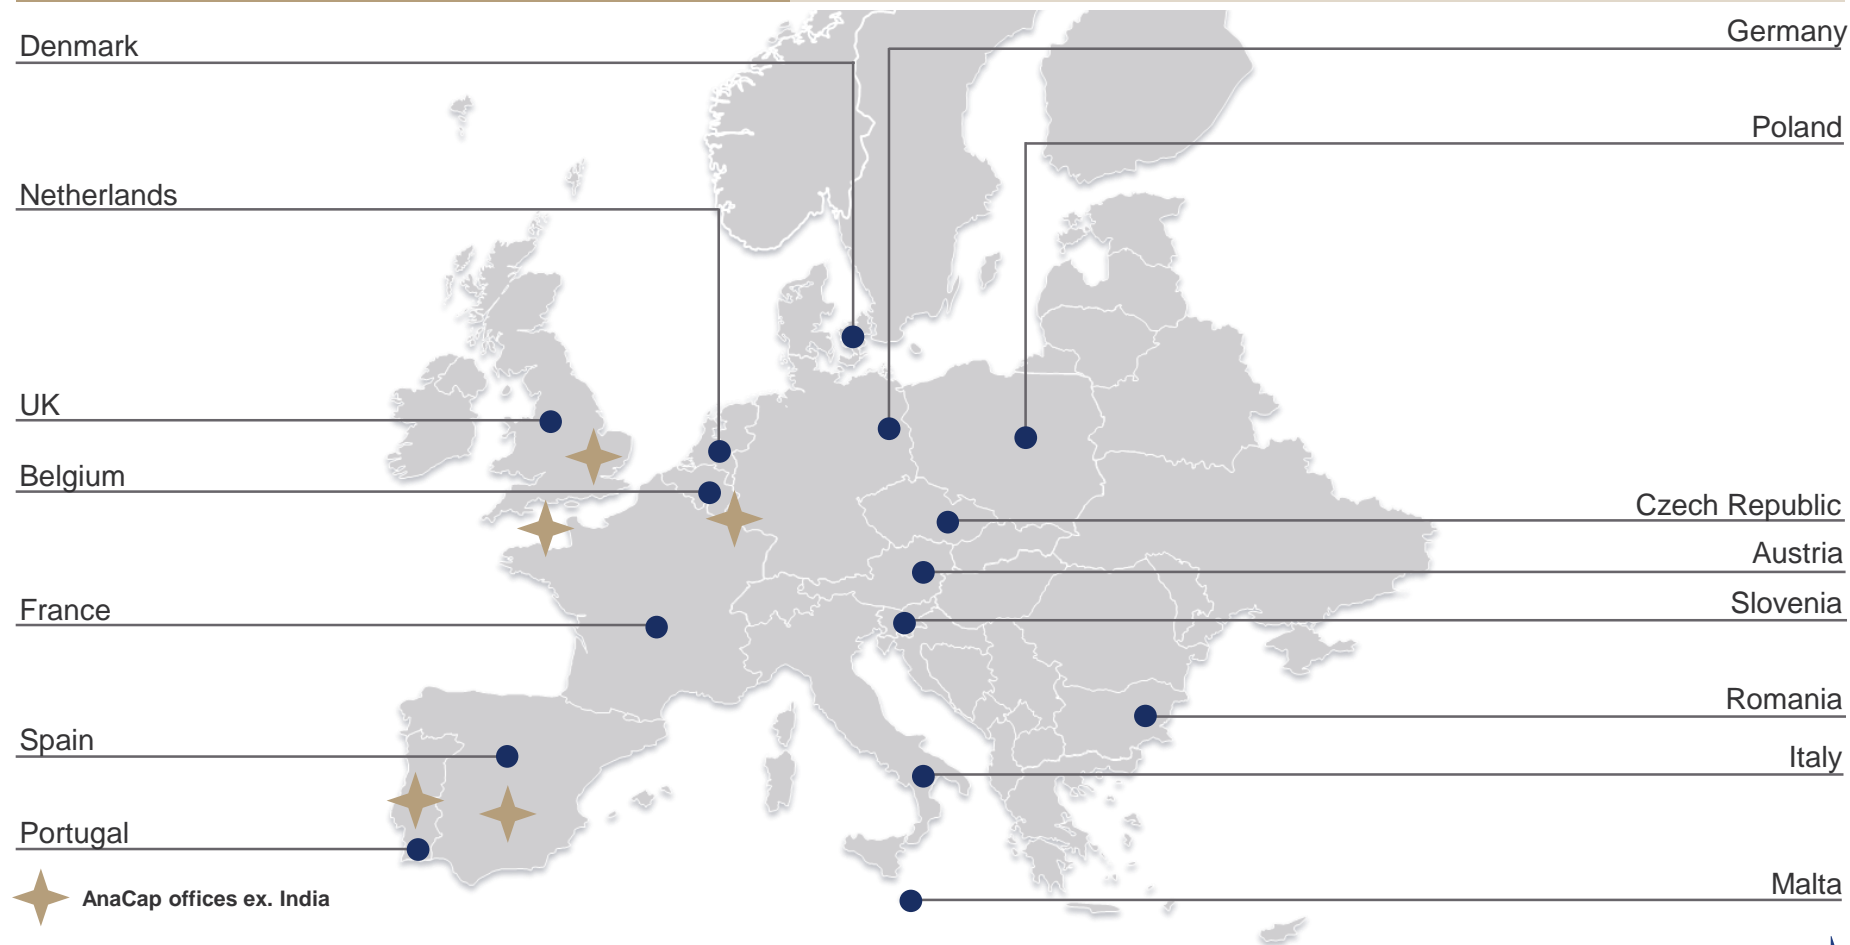 Denmark
Germany
Poland
Netherlands
UK
Belgium
Czech Republic
Austria
Slovenia
France
Romania
Spain
Italy
Portugal
Malta
AnaCap offices ex. India